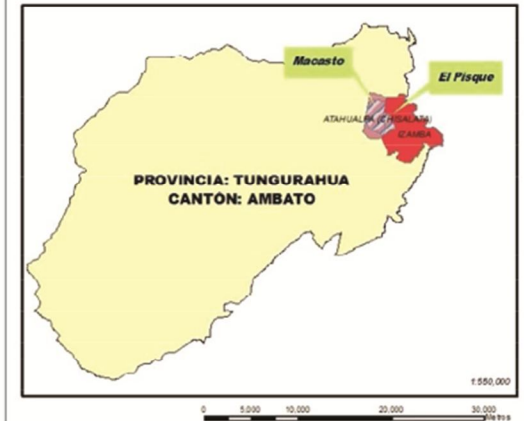 Macasto
El Pisque
ATAHUALPA (CHISALATA)
IZAMBA
PROVINCIA: TUNGURAHUA
CANTÓN: AMBATO
1:550,000
0 5.000 10.000 20.000 30.000
Metros